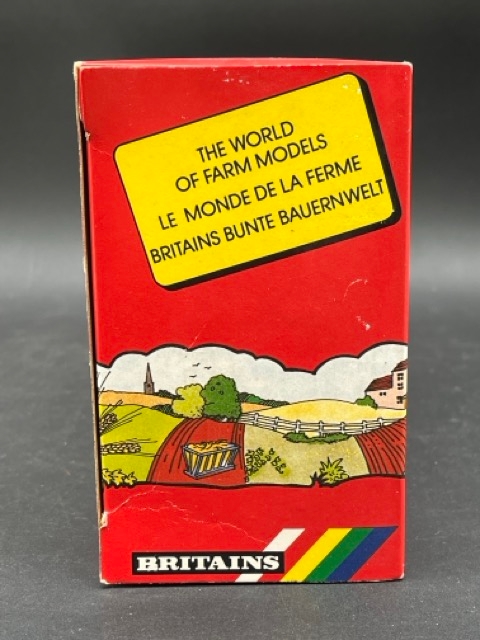 THE WORLD
OF FARM MODELS
LE MONDE DE LA FERME
BRITAINS BUNTE BAUERNWELT
BRITAINS